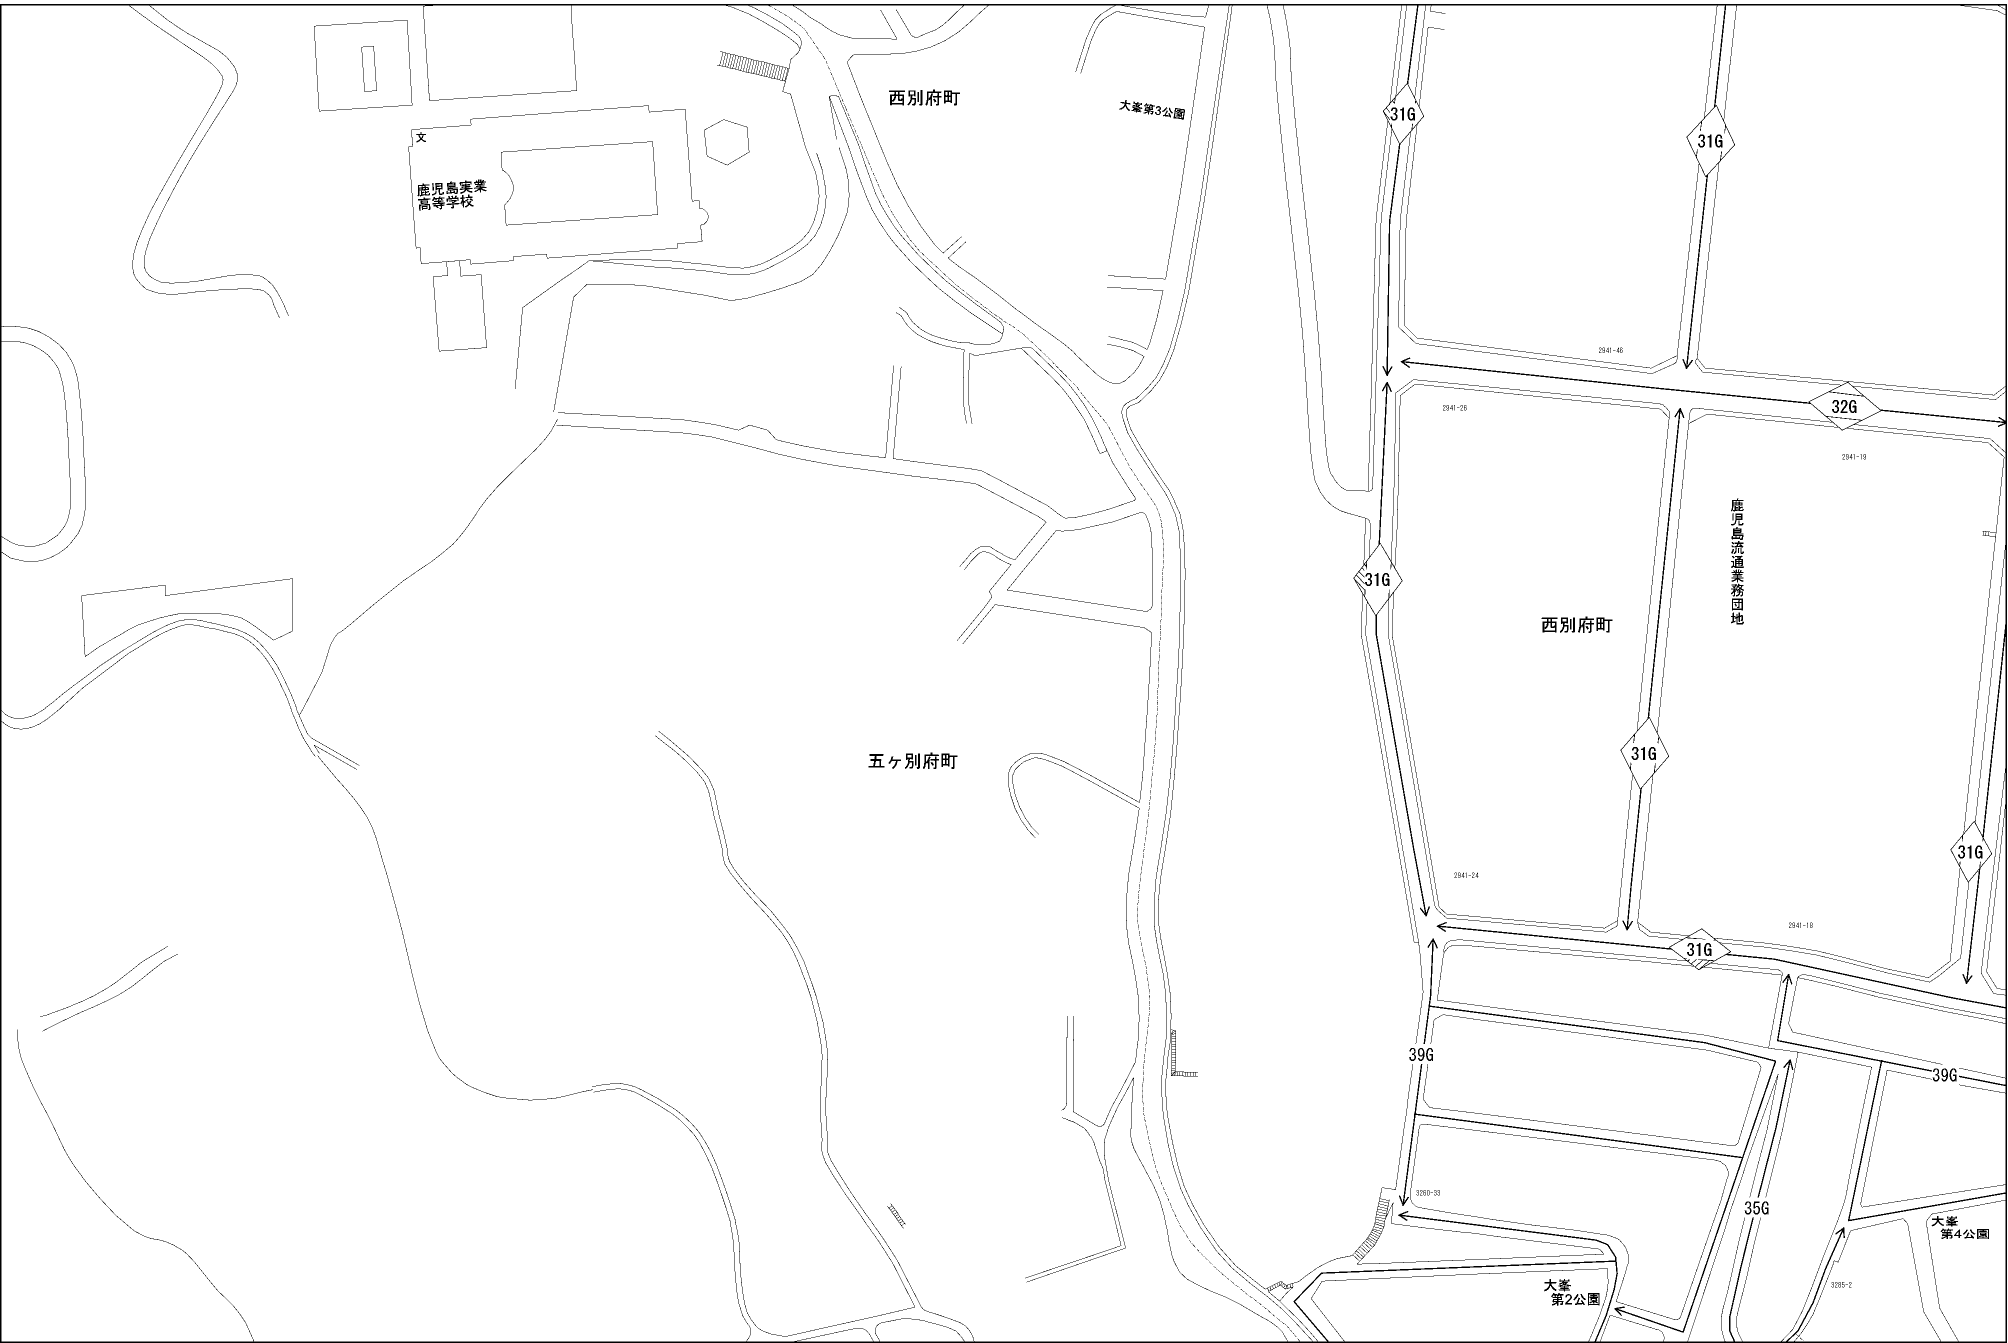 西別府町
大峯第3公園
31G
31G
文
鹿児島実業
高等学校
2941-46
2941-26
32G
2941-19
鹿児島流通業務団地
31G
西別府町
31G
五ヶ別府町
31G
2941-24
2941-18
31G
39G
39G
3260-33
35G
大峯
第4公園
大峯
第2公園
3285-2